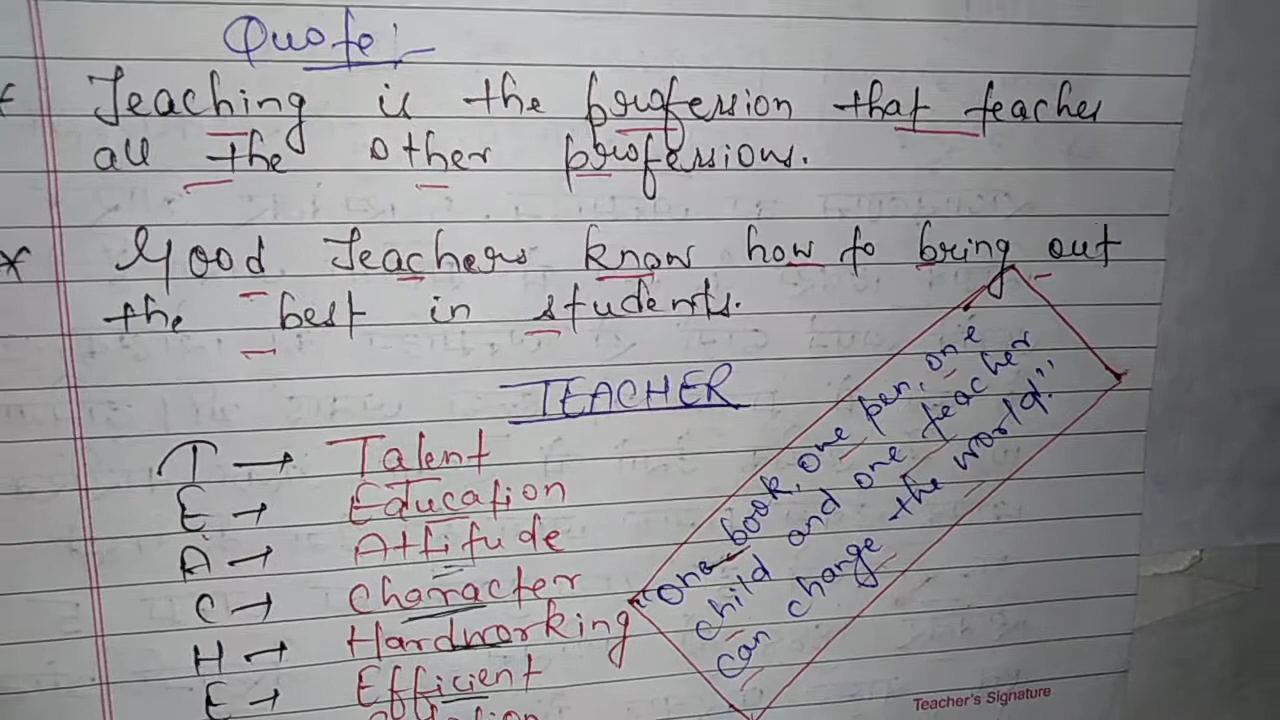 Quote:-
* Teaching is the profession that teaches
all the other professions.
* Good Teachers know how to bring out
the best in students.
TEACHER
T → Talent
E → Education
A → Attitude
C → Character
H → Hardworking
E → Efficient
"One book, one pen, one
child and one teacher
can change the world."
Teacher's Signature